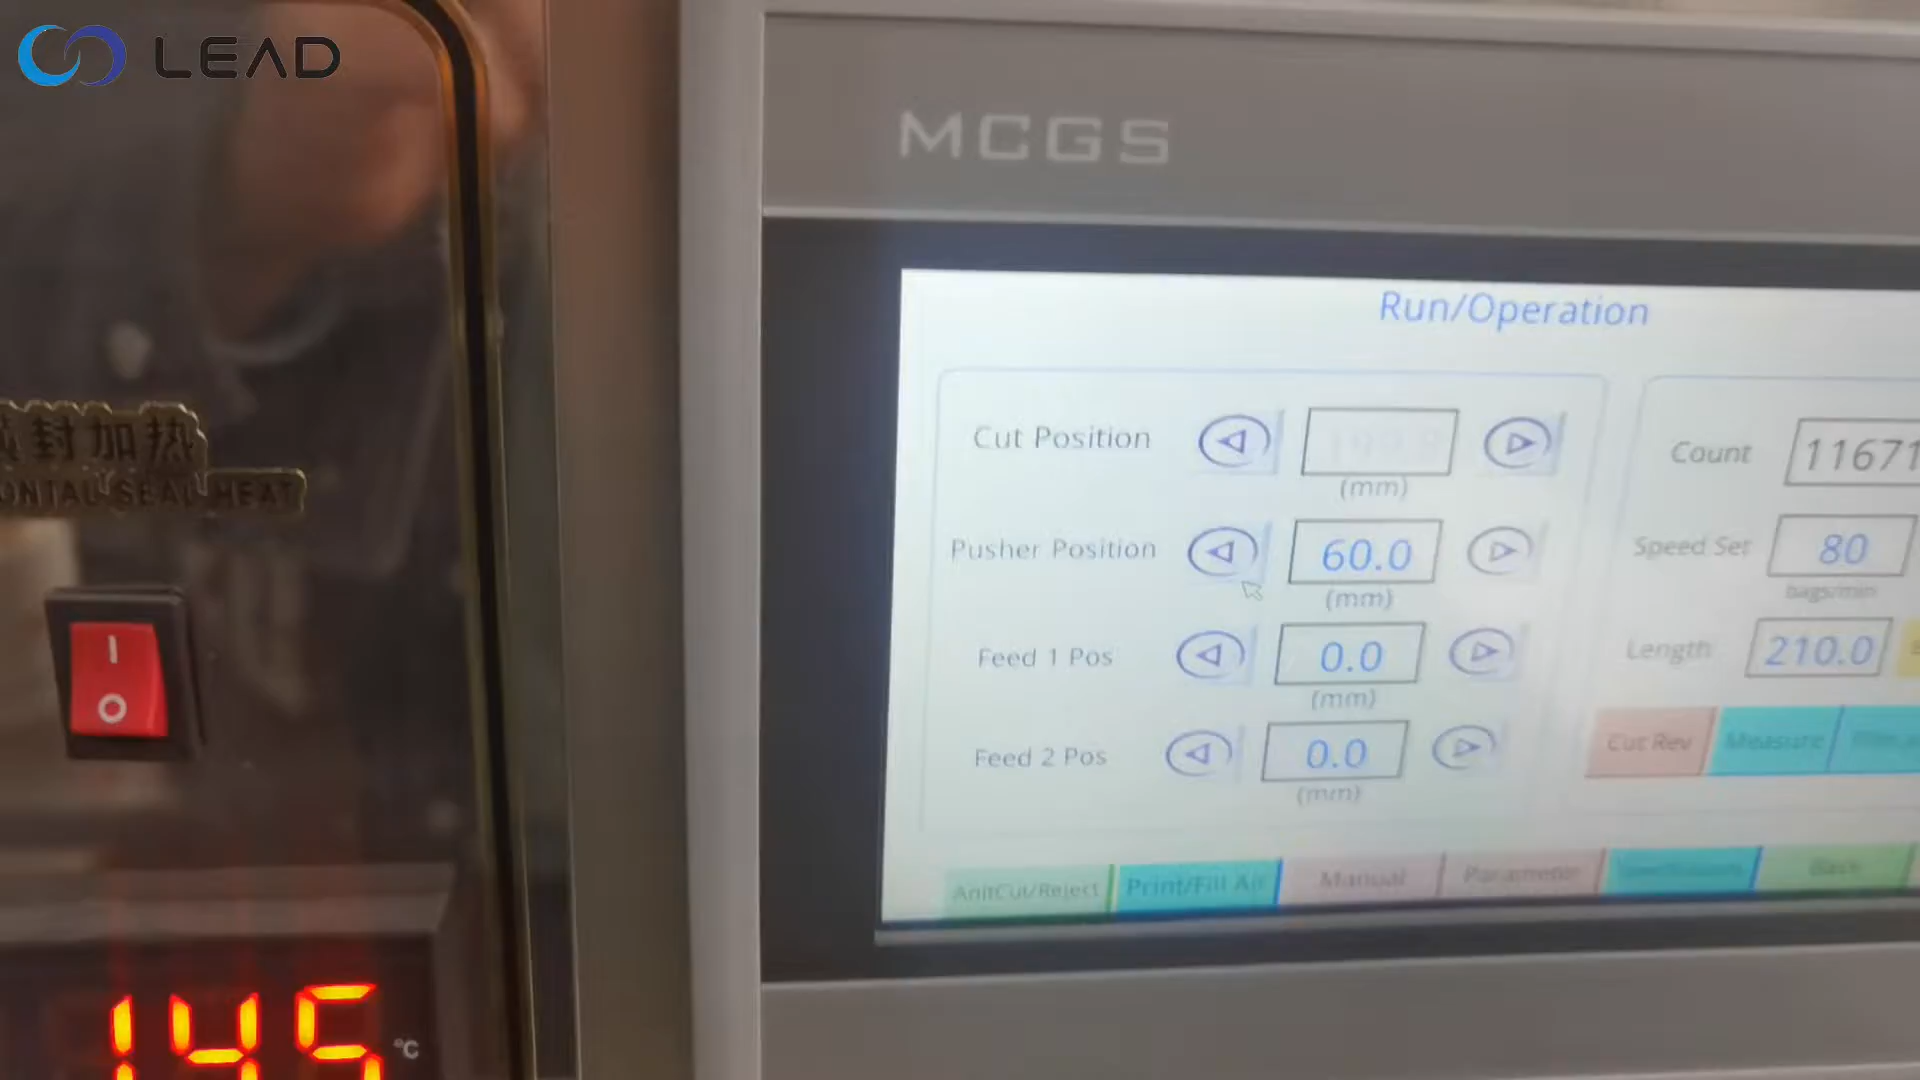 LEAD
MCGS
Run/Operation
Cut Position
(mm)
Pusher Position
60.0
(mm)
Feed 1 Pos
0.0
(mm)
Feed 2 Pos
0.0
(mm)
Count
11671
Speed Set
80
bags/min
Length
210.0
Cut Rev
Measure
AnitCut/Reject
Print/Fill Air
Manual
Parameter
Back
封加热
ONTAL SEAL HEAT
I
O
145
°C